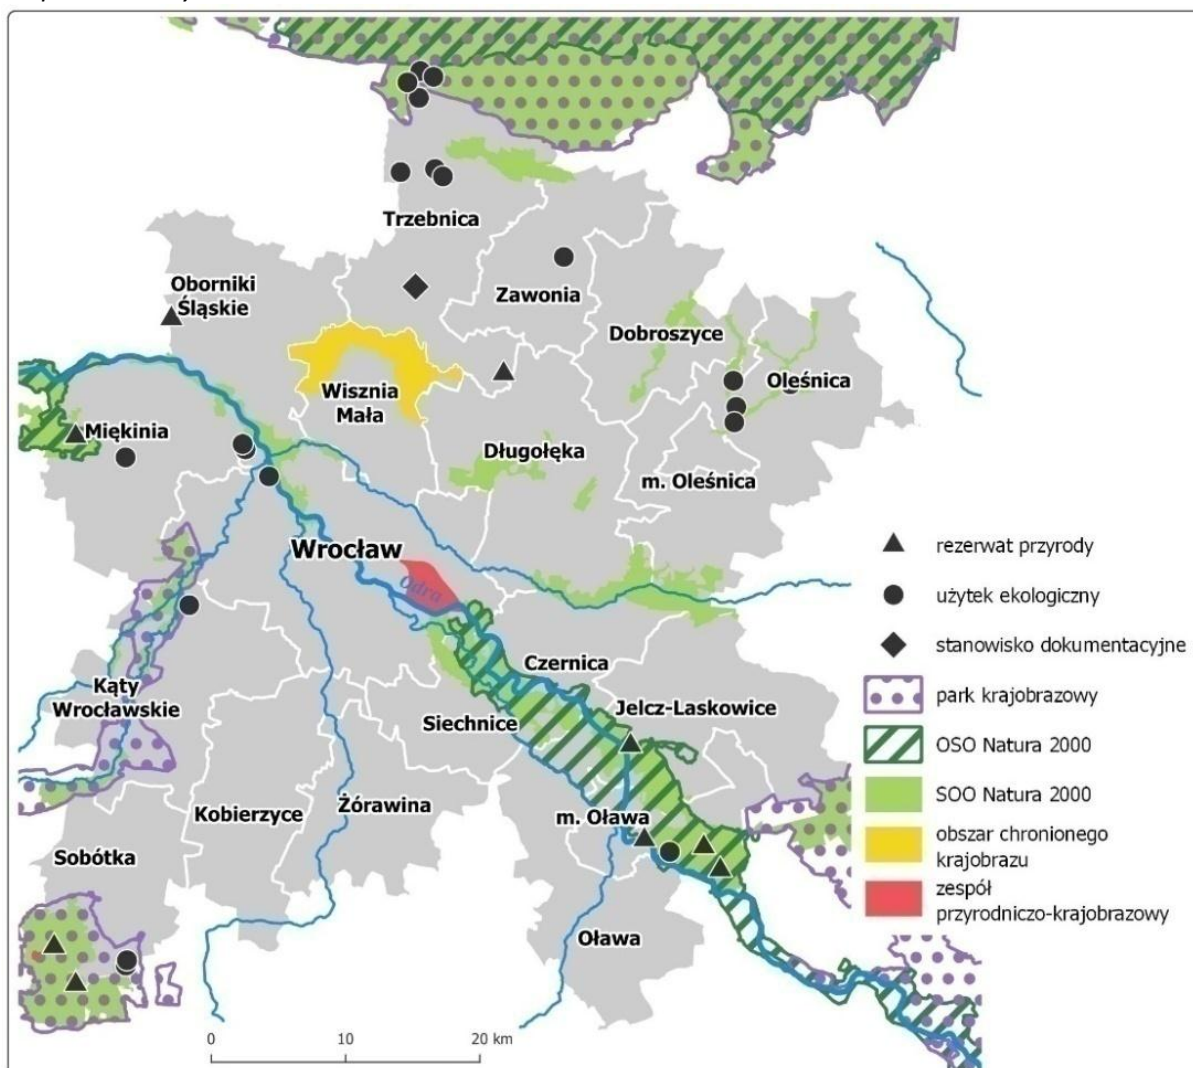 Trzebnica
Oborniki
Śląskie
Zawonia
Dobroszyce
Oleśnica
Wisznia
Mała
Miękinia
Długołęka
m. Oleśnica
Wrocław
Odra
Czernica
Kąty
Wrocławskie
Siechnice
Jelcz-Laskowice
Kobierzyce
Żórawina
m. Oława
Sobótka
Oława
rezerwat przyrody
użytek ekologiczny
stanowisko dokumentacyjne
park krajobrazowy
OSO Natura 2000
SOO Natura 2000
obszar chronionego
krajobrazu
zespół
przyrodniczo-krajobrazowy
0 10 20 km